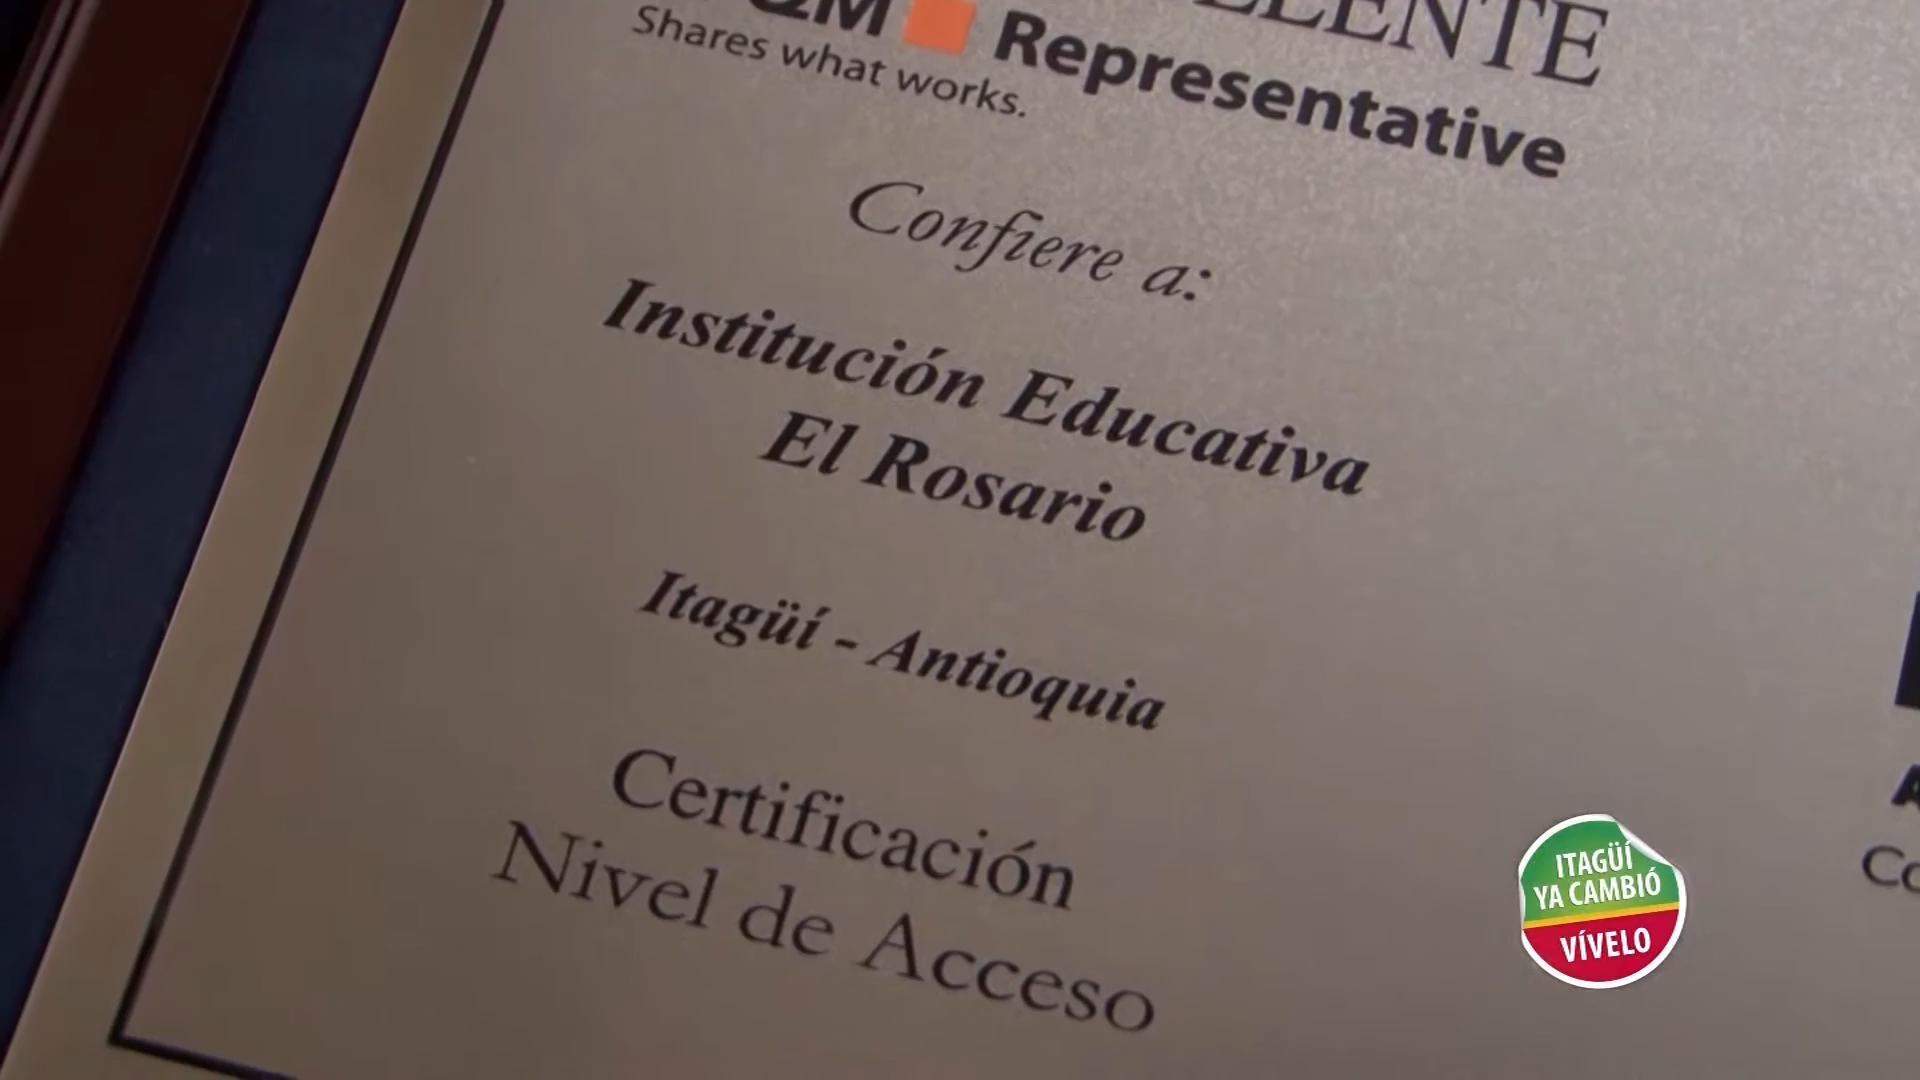 Representative
Shares what works.
Confiere a:
Institución Educativa
El Rosario
Itagüí - Antioquia
Certificación
Nivel de Acceso
ITAGÜÍ
YA CAMBIÓ
VÍVELO